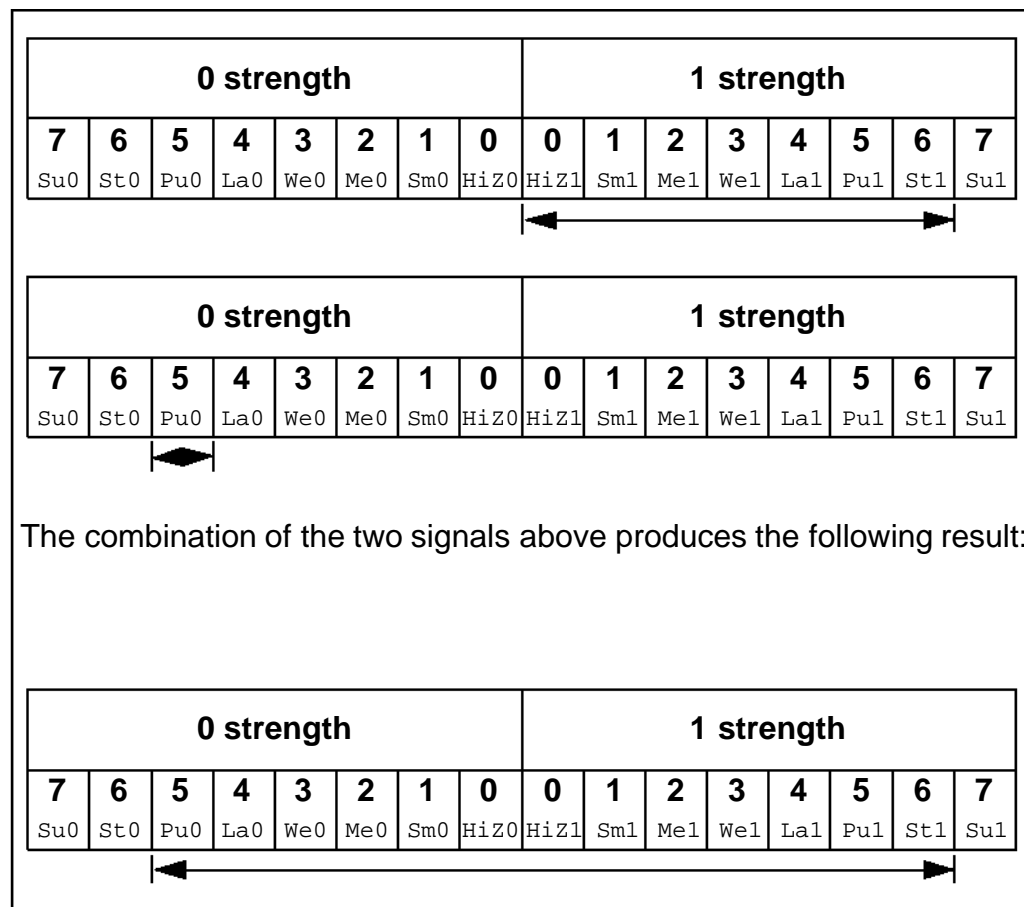 0 strength 1 strength
7 6 5 4 3 2 1 0 0 1 2 3 4 5 6 7
Su0 St0 Pu0 La0 We0 Me0 Sm0 HiZ0 HiZ1 Sm1 Me1 We1 La1 Pu1 St1 Su1
0 strength 1 strength
7 6 5 4 3 2 1 0 0 1 2 3 4 5 6 7
Su0 St0 Pu0 La0 We0 Me0 Sm0 HiZ0 HiZ1 Sm1 Me1 We1 La1 Pu1 St1 Su1
The combination of the two signals above produces the following result:
0 strength 1 strength
7 6 5 4 3 2 1 0 0 1 2 3 4 5 6 7
Su0 St0 Pu0 La0 We0 Me0 Sm0 HiZ0 HiZ1 Sm1 Me1 We1 La1 Pu1 St1 Su1